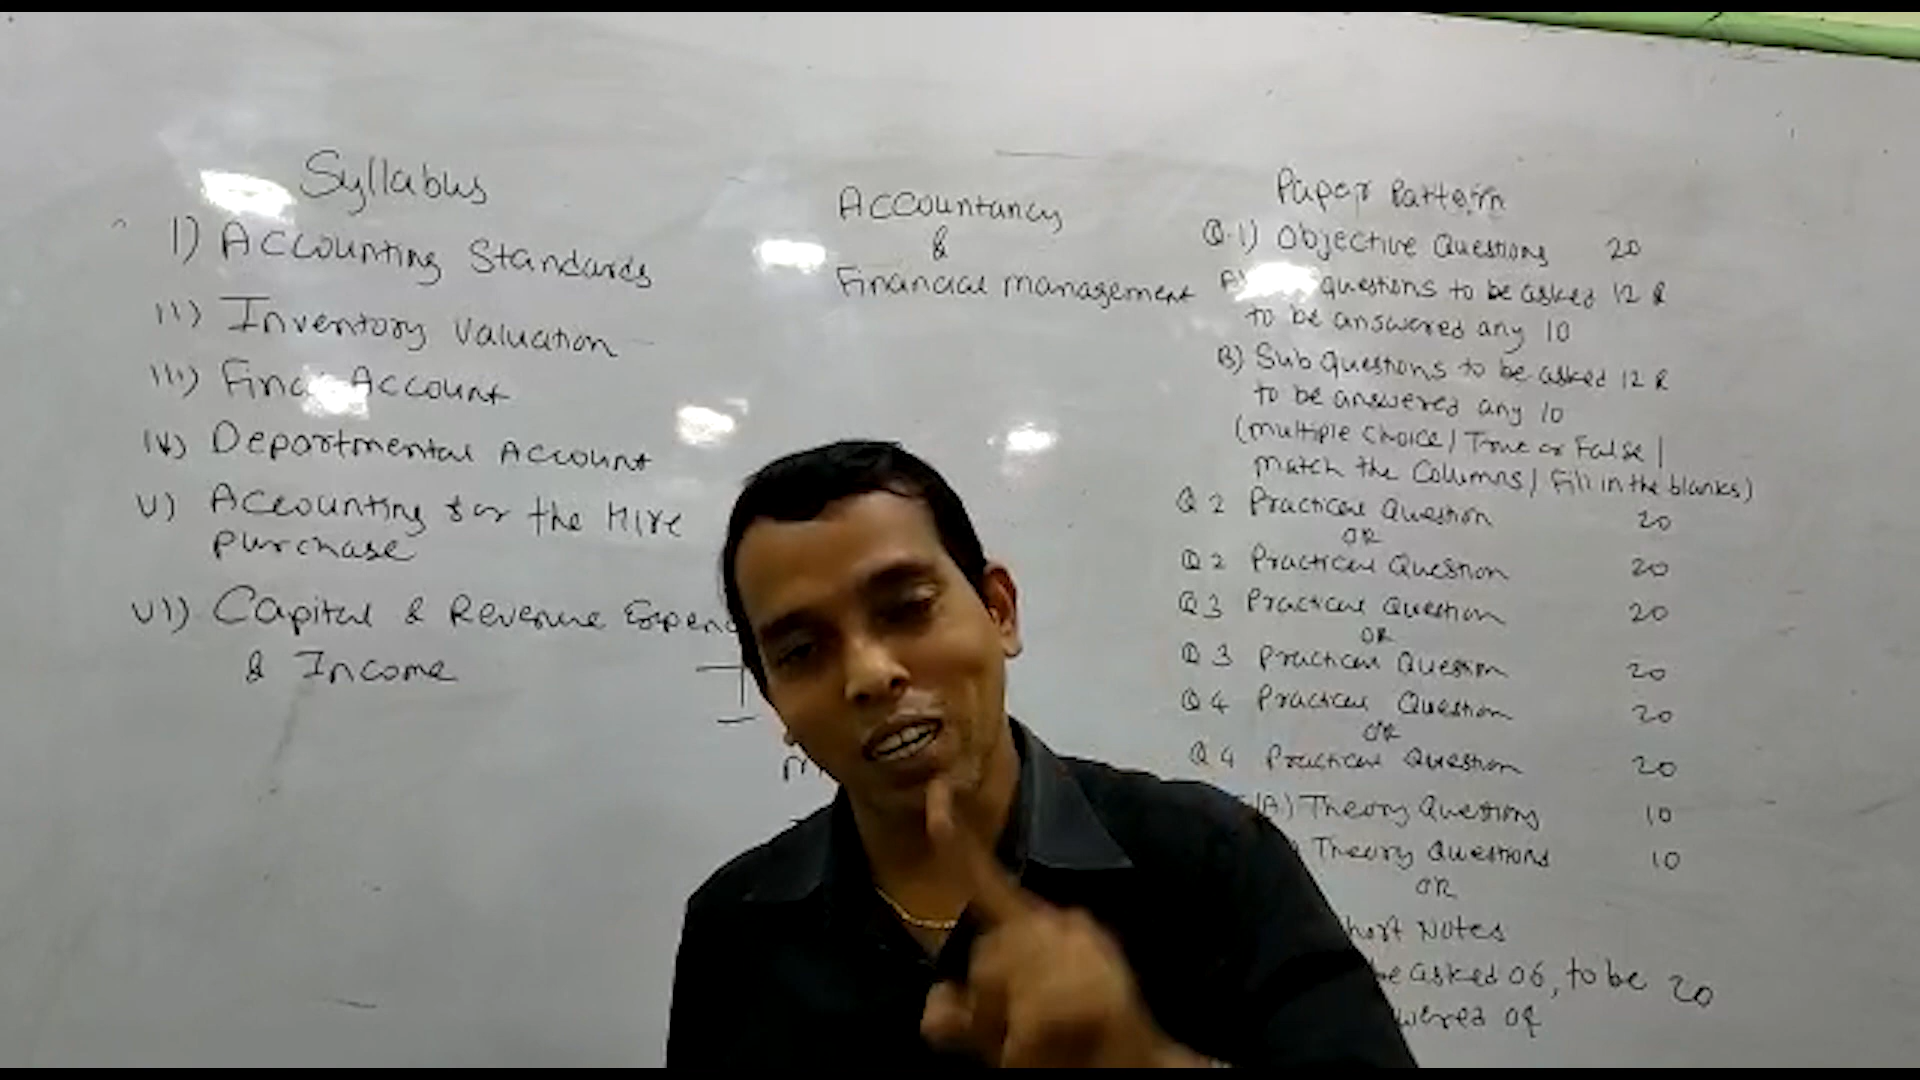 Syllabus
I) Accounting Standards
II) Inventory Valuation
III) Final Account
IV) Departmental Account
V) Accounting for the Hire
Purchase
VI) Capital & Revenue
& Income
Accountancy
&
Financial Management
Paper Pattern
Q.1) Objective Questions 20
A) questions to be asked 12 &
to be answered any 10
B) Sub Questions to be asked 12 &
to be answered any 10
(Multiple Choice / True or False /
Match the Columns / Fill in the blanks)
Q 2 Practical Question 20
OR
Q 2 Practical Question 20
Q 3 Practical Question 20
OR
Q 3 Practical Question 20
Q 4 Practical Question 20
OR
Q 4 Practical Question 20
(A) Theory Questions 10
Theory Questions 10
OR
Notes
be asked 06, to be 20